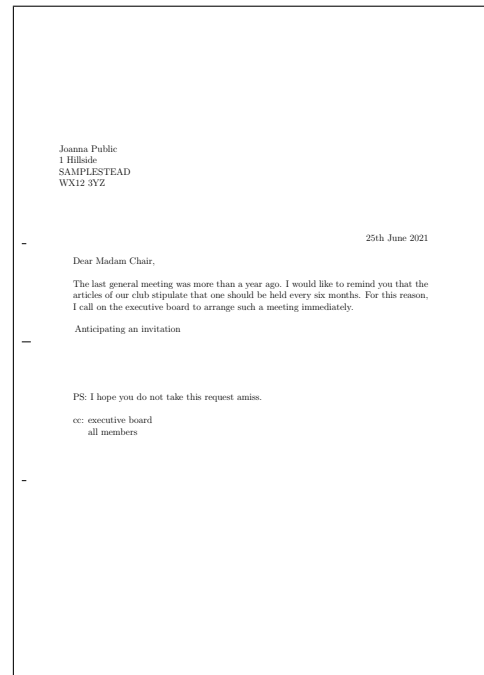 Joanna Public
1 Hillside
SAMPLESTEAD
WX12 3YZ
25th June 2021
Dear Madam Chair,
The last general meeting was more than a year ago. I would like to remind you that the
articles of our club stipulate that one should be held every six months. For this reason,
I call on the executive board to arrange such a meeting immediately.
Anticipating an invitation
PS: I hope you do not take this request amiss.
cc: executive board
all members